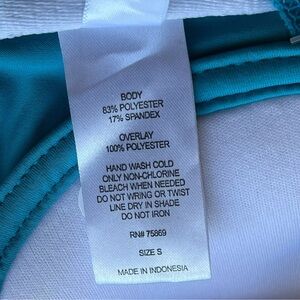 BODY
83% POLYESTER
17% SPANDEX
OVERLAY
100% POLYESTER
HAND WASH COLD
ONLY NON-CHLORINE
BLEACH WHEN NEEDED
DO NOT WRING OR TWIST
LINE DRY IN SHADE
DO NOT IRON
RN# 75869
SIZE S
MADE IN INDONESIA